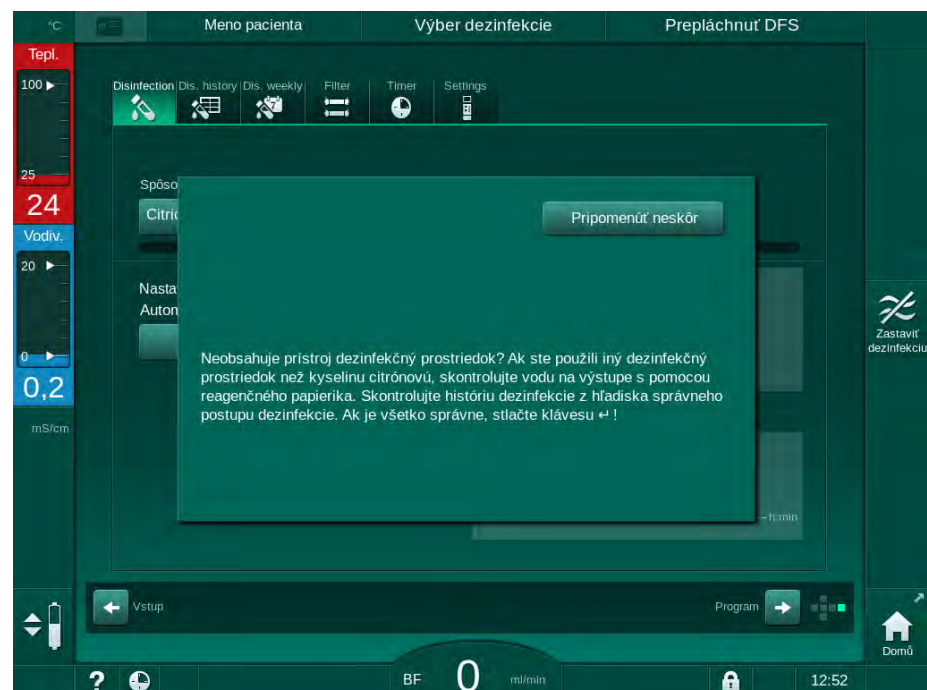 °C
Meno pacienta
Výber dezinfekcie
Prepláchnuť DFS
Tepl.
100
25
24
Vodiv.
20
0
0,2
mS/cm
Disinfection Dis. history Dis. weekly Filter Timer Settings
7
Spôso
Citric
Pripomenúť neskôr
Nasta
Auton
Neobsahuje prístroj dezinfekčný prostriedok? Ak ste použili iný dezinfekčný
prostriedok než kyselinu citrónovú, skontrolujte vodu na výstupe s pomocou
reagenčného papierika. Skontrolujte históriu dezinfekcie z hľadiska správneho
postupu dezinfekcie. Ak je všetko správne, stlačte klávesu ↵ !
– h:min
Zastaviť
dezinfekciu
Vstup
Program
Domů
? BF 0 ml/min 12:52